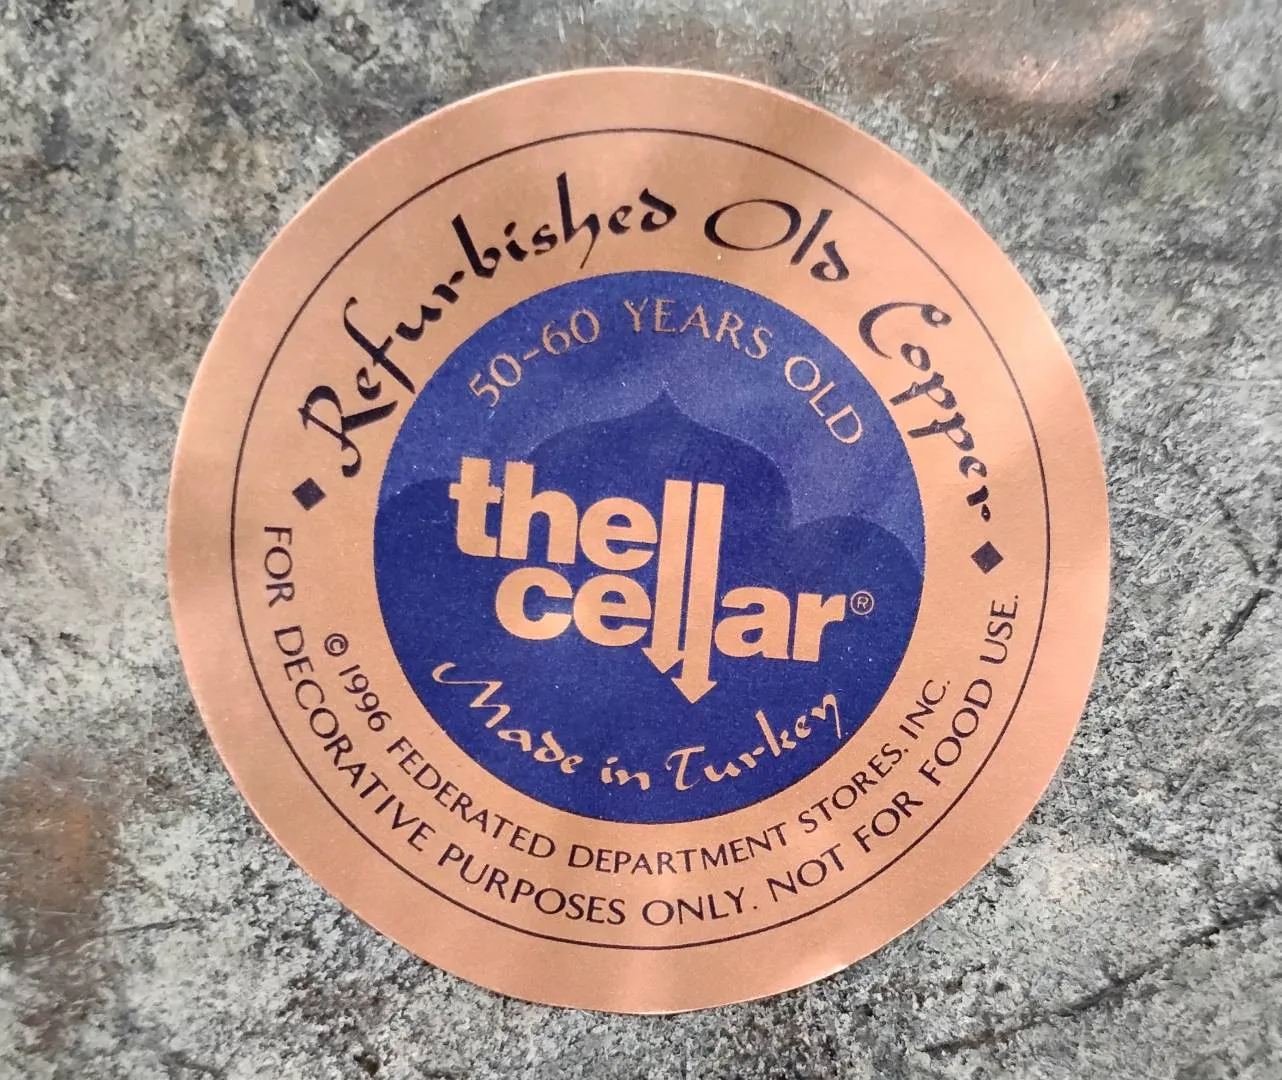 Refurbished Old Copper
50-60 YEARS OLD
the
cellar®
Made in Turkey
© 1996 FEDERATED DEPARTMENT STORES. INC.
FOR DECORATIVE PURPOSES ONLY. NOT FOR FOOD USE.